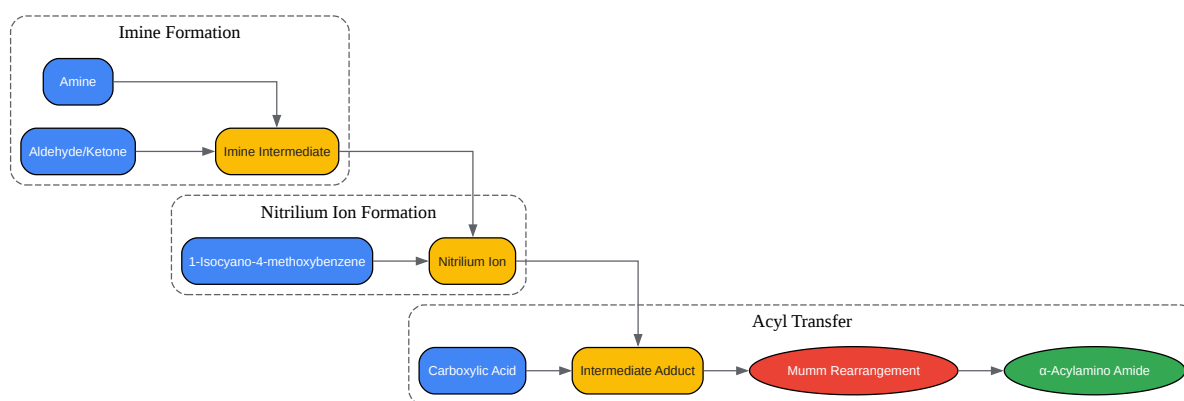 Imine Formation
Amine
Aldehyde/Ketone
Imine Intermediate
Nitrilium Ion Formation
1-Isocyano-4-methoxybenzene
Nitrilium Ion
Acyl Transfer
Carboxylic Acid
Intermediate Adduct
Mumm Rearrangement
α-Acylamino Amide